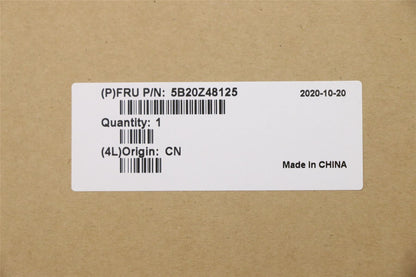 (P)FRU P/N: 5B20Z48125
2020-10-20
Quantity: 1
(4L)Origin: CN
Made In CHINA